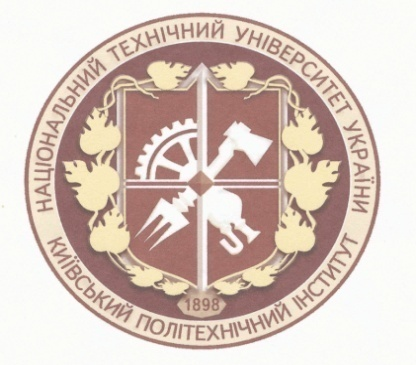 НАЦІОНАЛЬНИЙ ТЕХНІЧНИЙ УНІВЕРСИТЕТ УКРАЇНИ
КИЇВСЬКИЙ ПОЛІТЕХНІЧНИЙ ІНСТИТУТ
1898